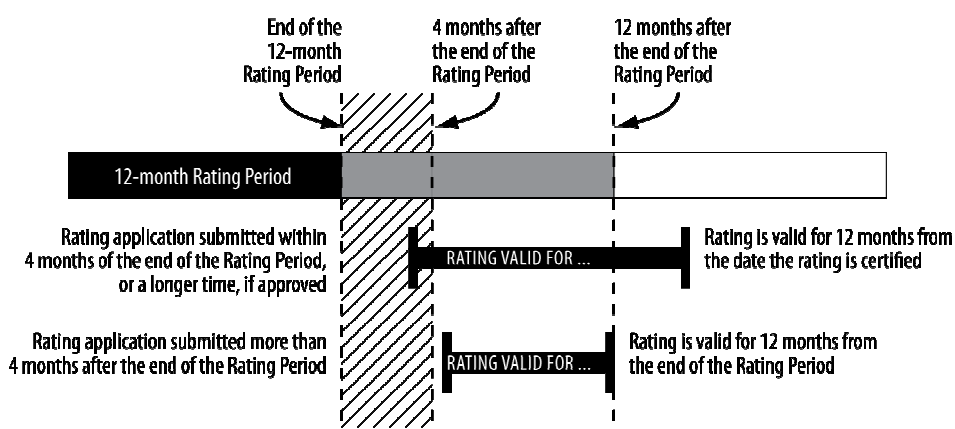 End of the
12-month
Rating Period
4 months after
the end of the
Rating Period
12 months after
the end of the
Rating Period
12-month Rating Period
Rating application submitted within
4 months of the end of the Rating Period,
or a longer time, if approved
RATING VALID FOR ...
Rating is valid for 12 months from
the date the rating is certified
Rating application submitted more than
4 months after the end of the Rating Period
RATING VALID FOR ...
Rating is valid for 12 months from
the end of the Rating Period